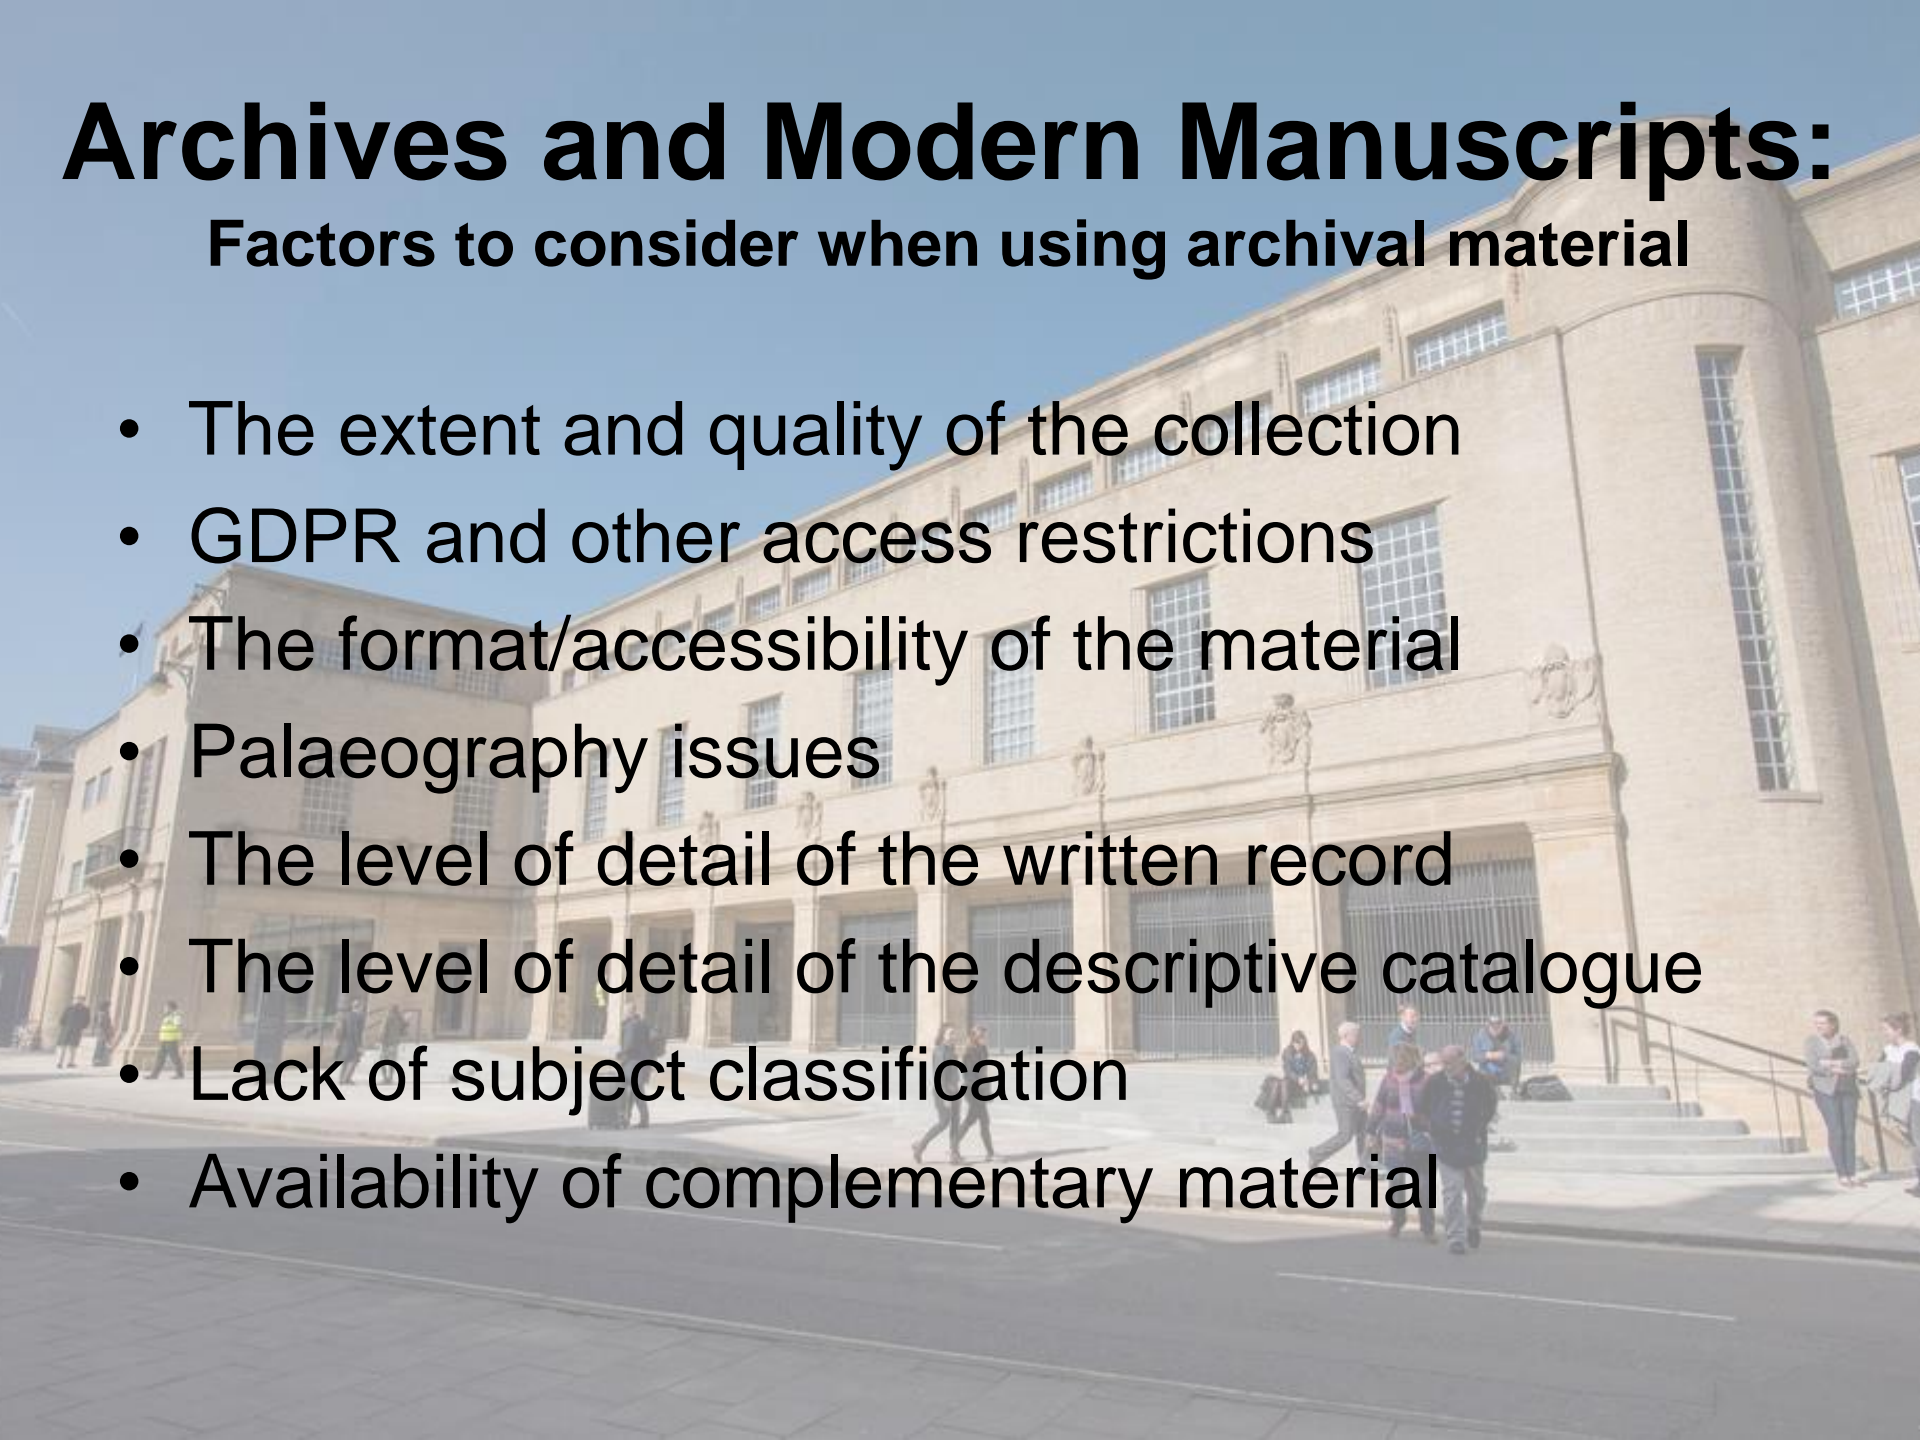 Archives and Modern Manuscripts:
Factors to consider when using archival material
• The extent and quality of the collection
• GDPR and other access restrictions
• The format/accessibility of the material
• Palaeography issues
• The level of detail of the written record
• The level of detail of the descriptive catalogue
• Lack of subject classification
• Availability of complementary material